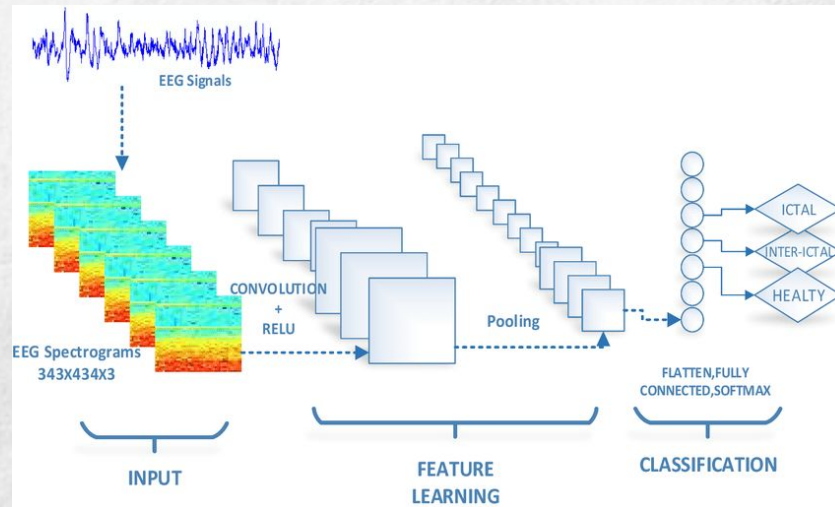 EEG Signals
EEG Spectrograms
343X434X3
CONVOLUTION
+
RELU
Pooling
ICTAL
INTER-ICTAL
HEALTY
FLATTEN,FULLY
CONNECTED,SOFTMAX
INPUT
FEATURE
LEARNING
CLASSIFICATION